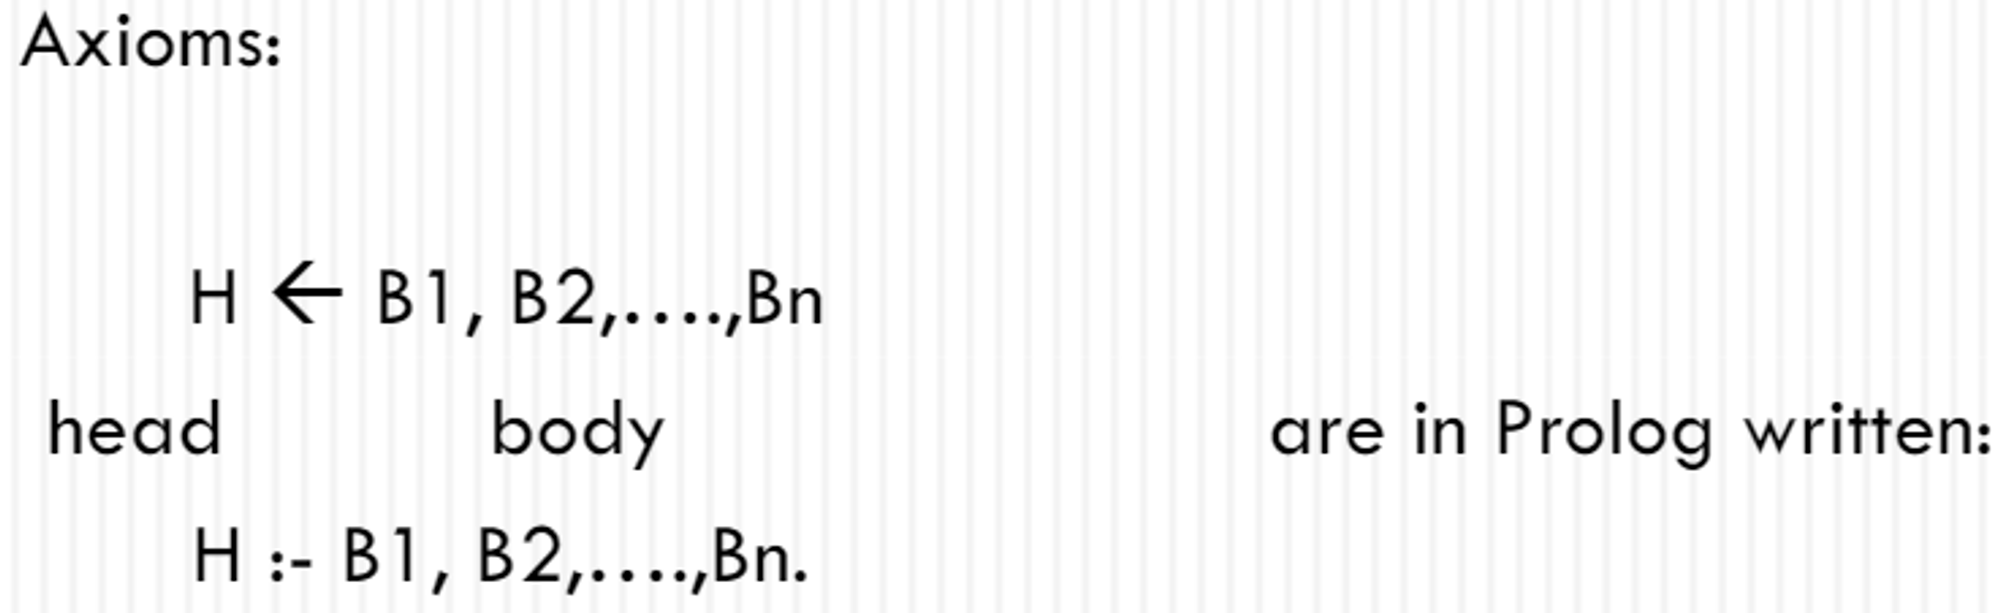 Axioms:
H ← B1, B2,....,Bn
head body are in Prolog written:
H :- B1, B2,....,Bn.